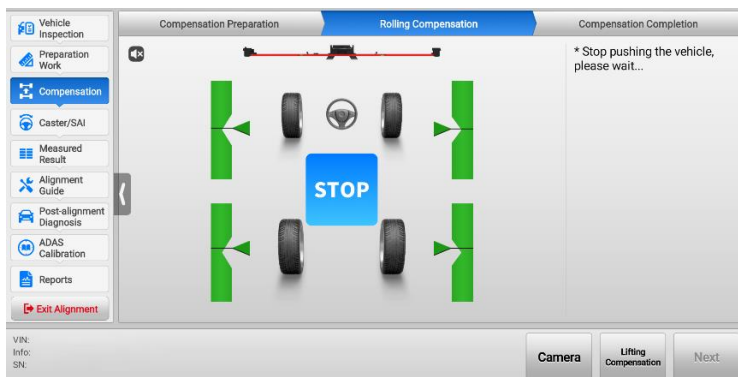 Vehicle
Inspection
Preparation
Work
Compensation
Caster/SAI
Measured
Result
Alignment
Guide
Post-alignment
Diagnosis
ADAS
Calibration
Reports
Exit Alignment
Compensation Preparation
Rolling Compensation
Compensation Completion
* Stop pushing the vehicle,
please wait...
STOP
VIN:
Info:
SN:
Camera
Lifting
Compensation
Next